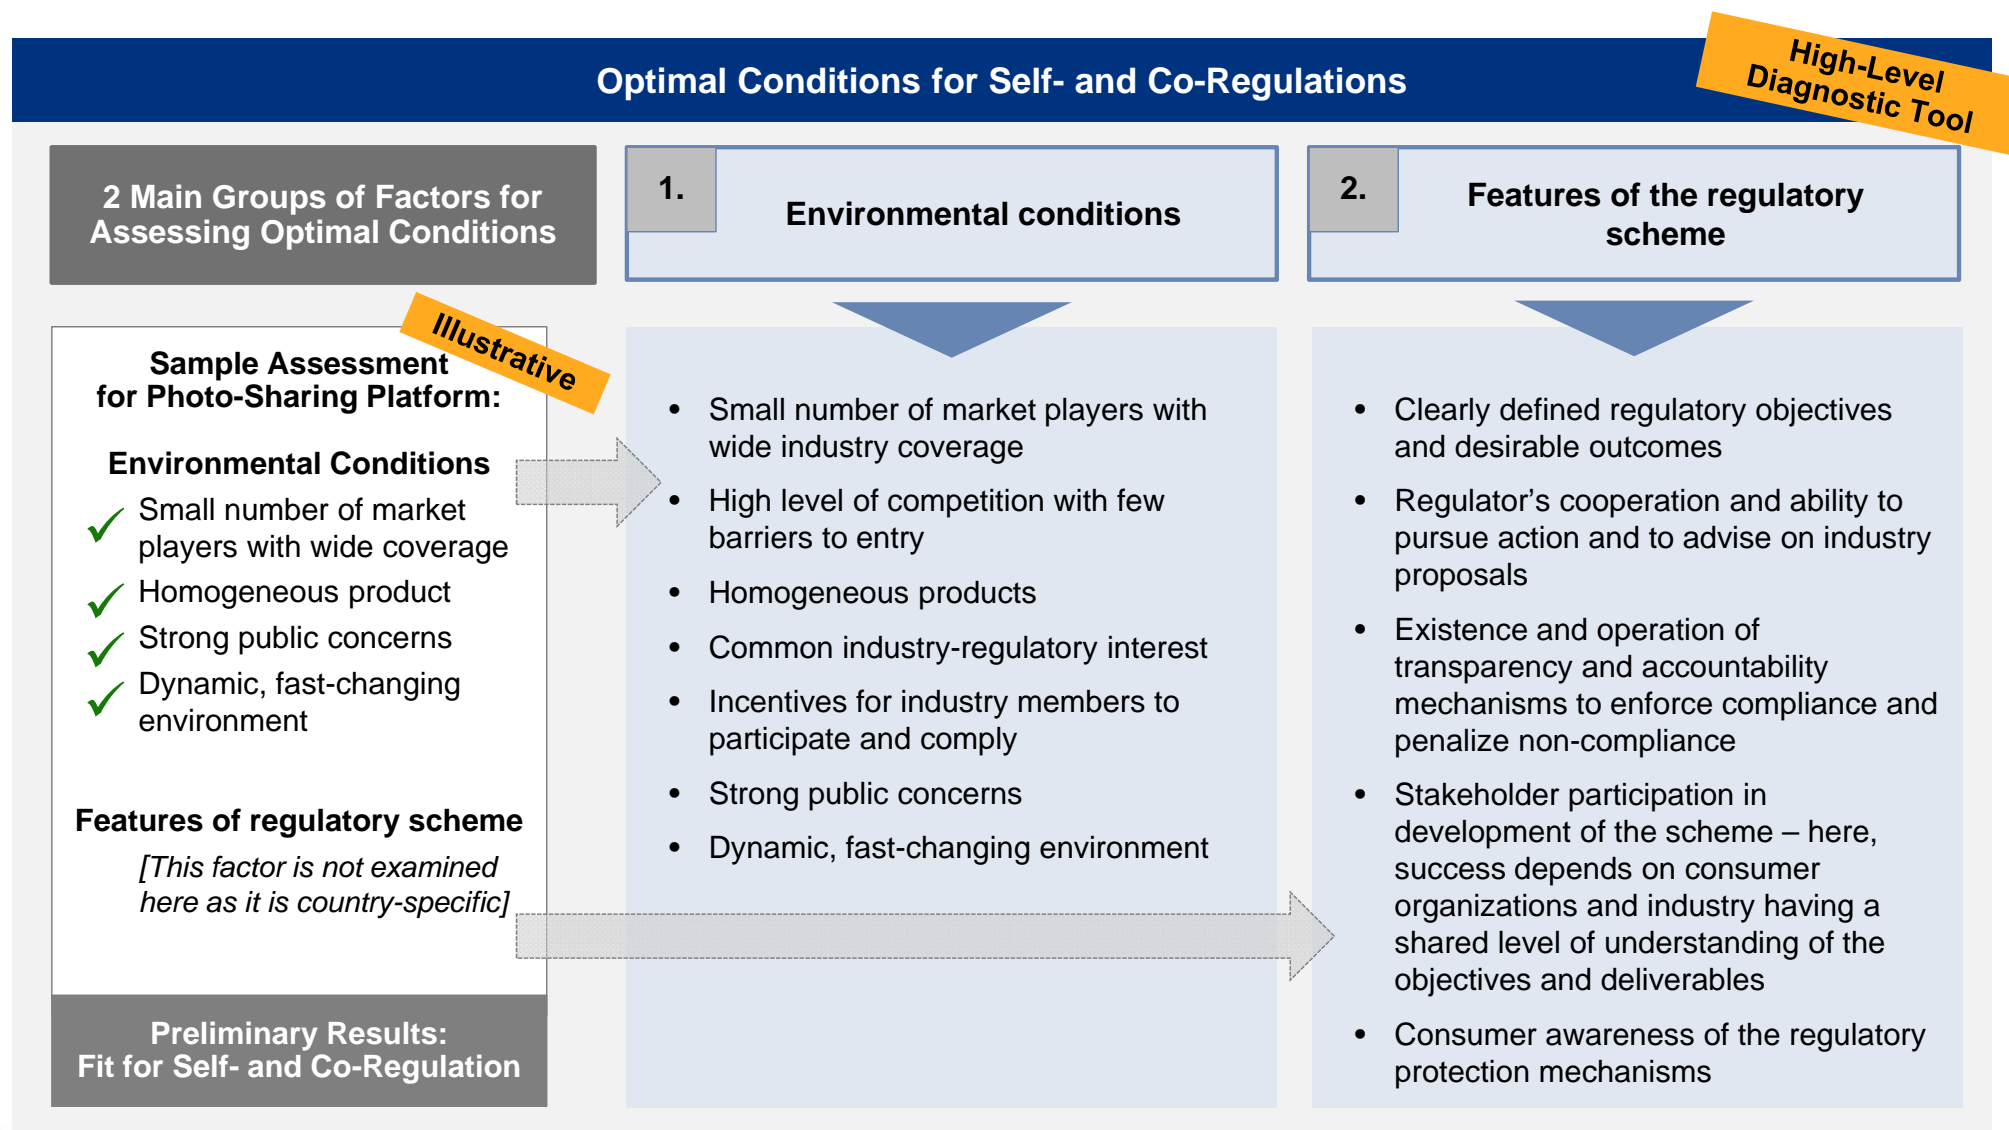 Optimal Conditions for Self- and Co-Regulations
High-Level
Diagnostic Tool
2 Main Groups of Factors for
Assessing Optimal Conditions
1.
Environmental conditions
2.
Features of the regulatory
scheme
Illustrative
Sample Assessment
for Photo-Sharing Platform:
Environmental Conditions
Small number of market
players with wide coverage
Homogeneous product
Strong public concerns
Dynamic, fast-changing
environment
Features of regulatory scheme
[This factor is not examined
here as it is country-specific]
Preliminary Results:
Fit for Self- and Co-Regulation
• Small number of market players with
wide industry coverage
• High level of competition with few
barriers to entry
• Homogeneous products
• Common industry-regulatory interest
• Incentives for industry members to
participate and comply
• Strong public concerns
• Dynamic, fast-changing environment
• Clearly defined regulatory objectives
and desirable outcomes
• Regulator’s cooperation and ability to
pursue action and to advise on industry
proposals
• Existence and operation of
transparency and accountability
mechanisms to enforce compliance and
penalize non-compliance
• Stakeholder participation in
development of the scheme – here,
success depends on consumer
organizations and industry having a
shared level of understanding of the
objectives and deliverables
• Consumer awareness of the regulatory
protection mechanisms